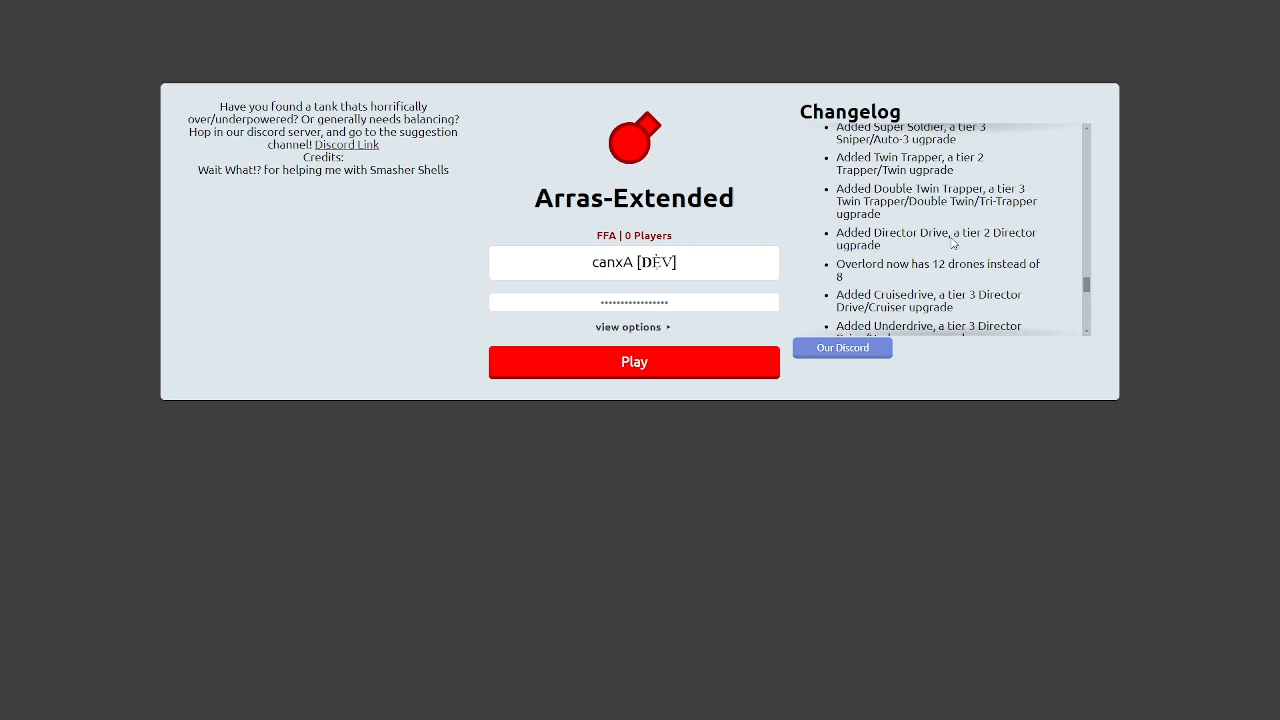 Have you found a tank thats horrifically
over/underpowered? Or generally needs balancing?
Hop in our discord server, and go to the suggestion
channel! Discord Link
Credits:
Wait What!? for helping me with Smasher Shells
Arras-Extended
FFA | 0 Players
canxA [DẸ̀V]
•••••••••••••••••
view options ▸
Play
Changelog
• Added Super Soldier, a tier 3
Sniper/Auto-3 ugprade
• Added Twin Trapper, a tier 2
Trapper/Twin ugprade
• Added Double Twin Trapper, a tier 3
Twin Trapper/Double Twin/Tri-Trapper
ugprade
• Added Director Drive, a tier 2 Director
ugprade
• Overlord now has 12 drones instead of
8
• Added Cruisedrive, a tier 3 Director
Drive/Cruiser upgrade
• Added Underdrive, a tier 3 Director
Our Discord